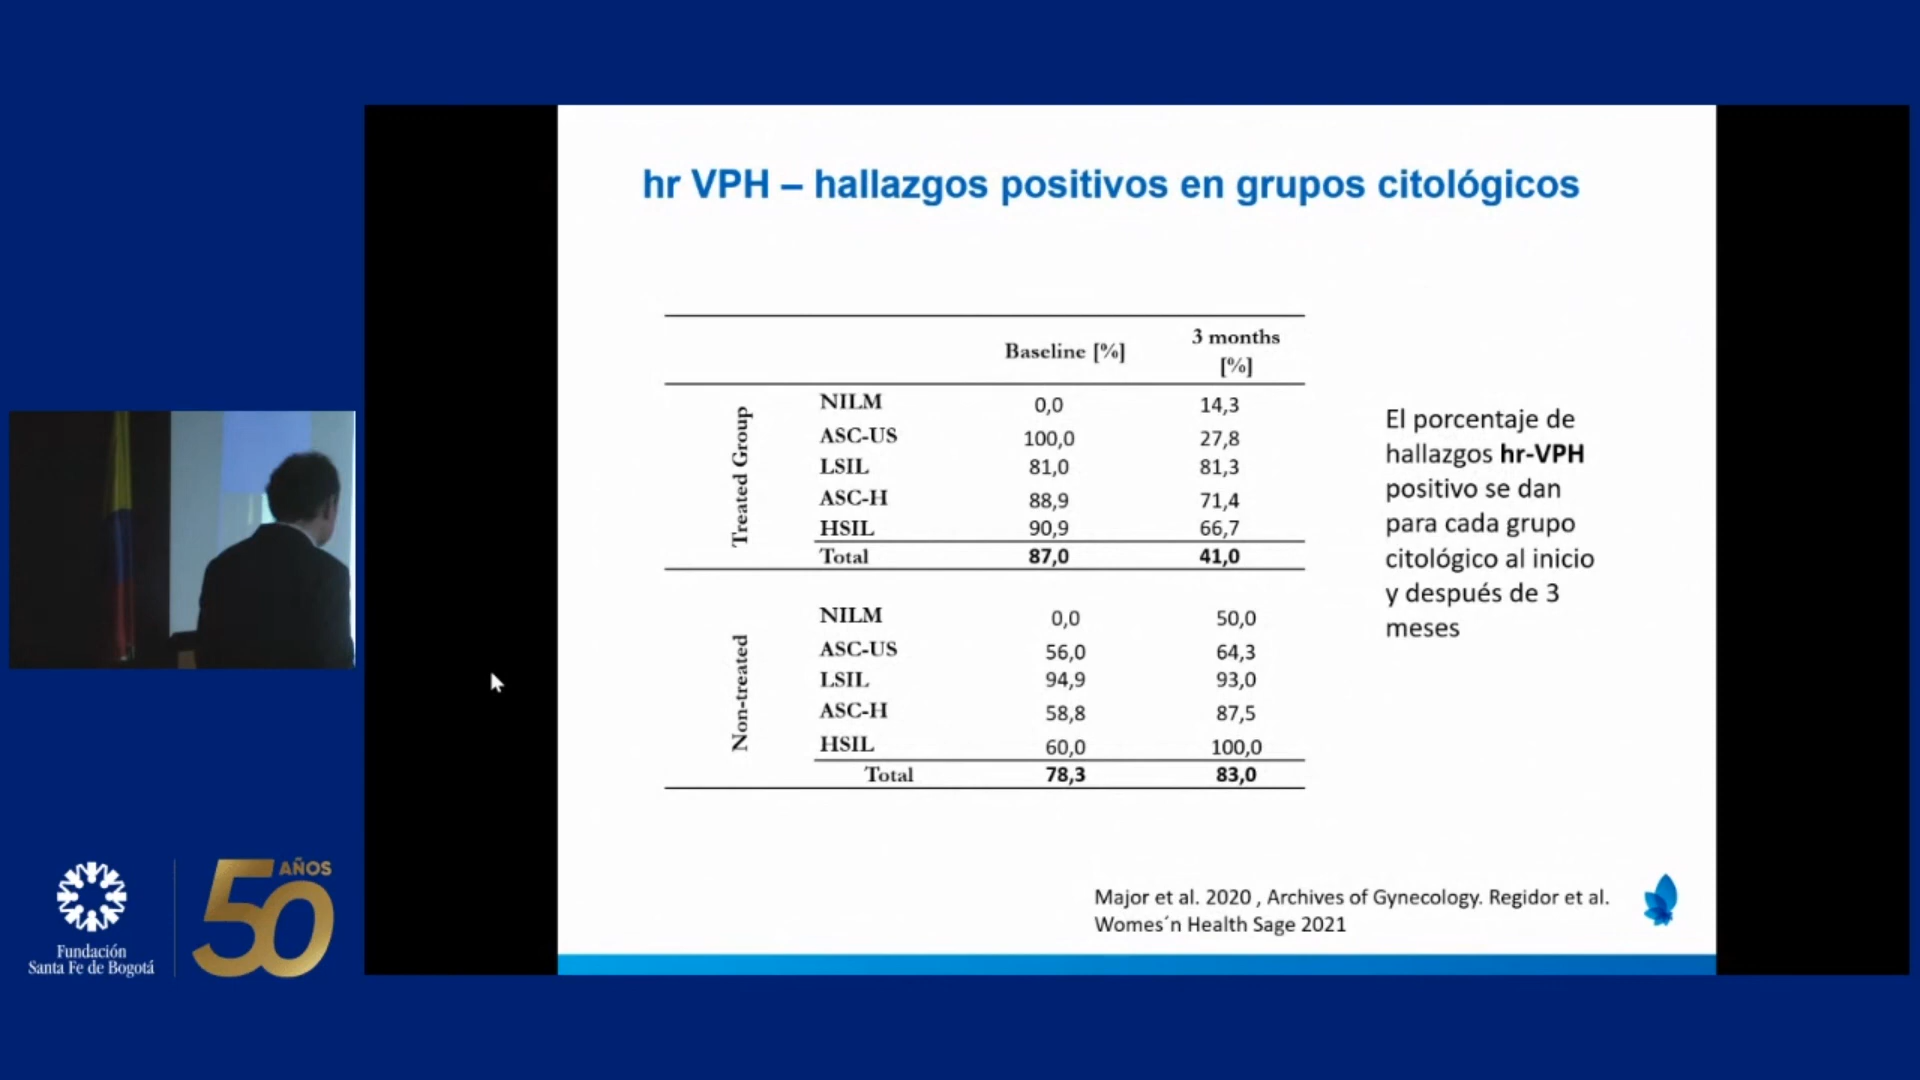 hr VPH – hallazgos positivos en grupos citológicos
Baseline [%] 3 months [%]
Treated Group
NILM 0,0 14,3
ASC-US 100,0 27,8
LSIL 81,0 81,3
ASC-H 88,9 71,4
HSIL 90,9 66,7
Total 87,0 41,0
Non-treated
NILM 0,0 50,0
ASC-US 56,0 64,3
LSIL 94,9 93,0
ASC-H 58,8 87,5
HSIL 60,0 100,0
Total 78,3 83,0
El porcentaje de
hallazgos hr-VPH
positivo se dan
para cada grupo
citológico al inicio
y después de 3
meses
Major et al. 2020 , Archives of Gynecology. Regidor et al.
Womes´n Health Sage 2021
Fundación
Santa Fe de Bogotá
50 AÑOS